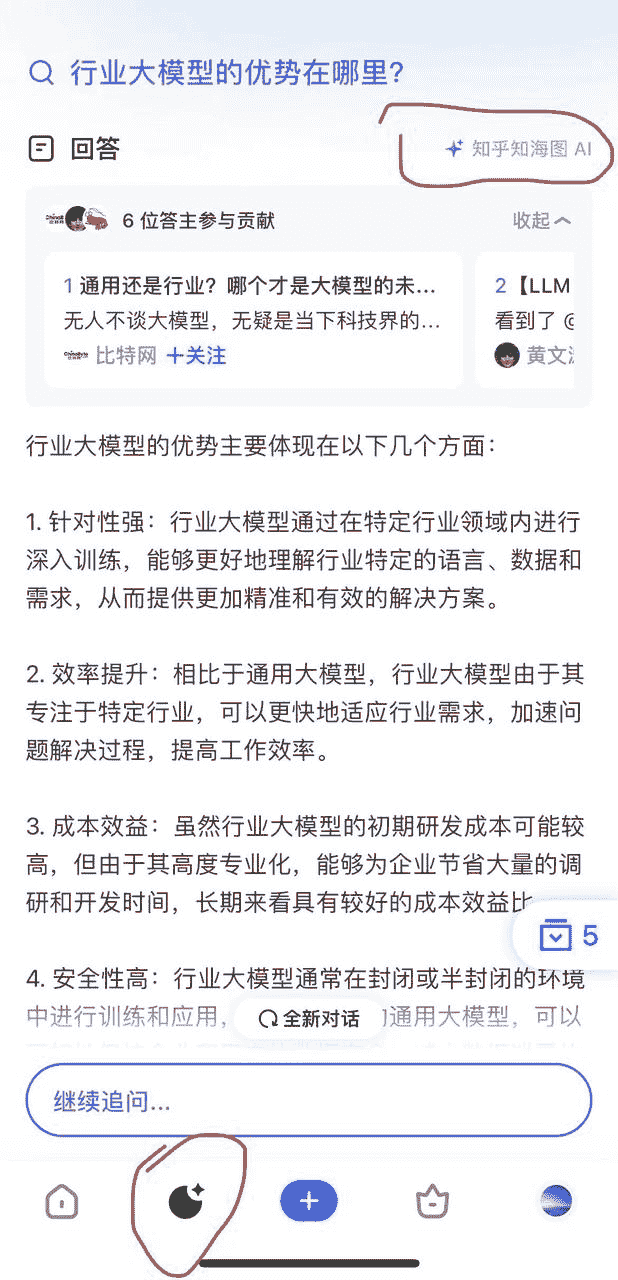 行业大模型的优势在哪里?
回答
知乎知海图 AI
6 位答主参与贡献
收起
1 通用还是行业？哪个才是大模型的未...
无人不谈大模型，无疑是当下科技界的...
比特网 十关注
2【LLM
看到了 @
黄文
行业大模型的优势主要体现在以下几个方面：
1. 针对性强：行业大模型通过在特定行业领域内进行
深入训练，能够更好地理解行业特定的语言、数据和
需求，从而提供更加精准和有效的解决方案。
2. 效率提升：相比于通用大模型，行业大模型由于其
专注于特定行业，可以更快地适应行业需求，加速问
题解决过程，提高工作效率。
3. 成本效益：虽然行业大模型的初期研发成本可能较
高，但由于其高度专业化，能够为企业节省大量的调
研和开发时间，长期来看具有较好的成本效益比
5
4. 安全性高：行业大模型通常在封闭或半封闭的环境
中进行训练和应用，
通用大模型，可以
全新对话
继续追问...